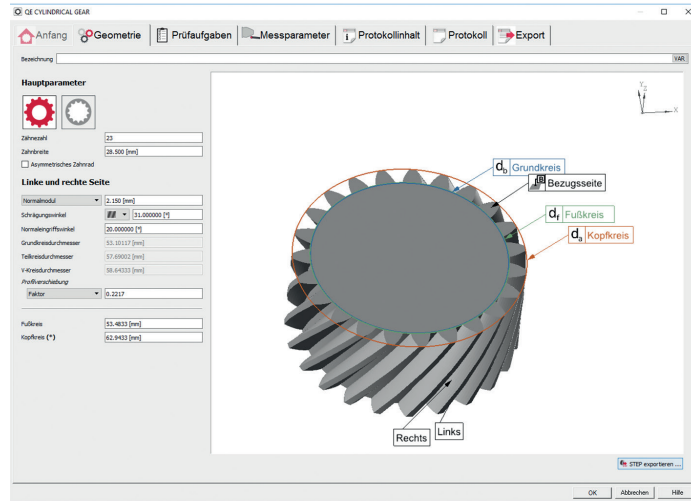 QE CYLINDRICAL GEAR
Anfang Geometrie Prüfaufgaben Messparameter Protokollinhalt Protokoll Export
Bezeichnung VAR
Hauptparameter
Zähnezahl 23
Zahnbreite 28.500 [mm]
Asymmetrisches Zahnrad
Linke und rechte Seite
Normalmodul 2.150 [mm]
Schrägungswinkel 31.000000 [°]
Normaleingriffswinkel 20.000000 [°]
Grundkreisdurchmesser 53.10117 [mm]
Teilkreisdurchmesser 57.69002 [mm]
V-Kreisdurchmesser 58.64333 [mm]
Profilverschiebung
Faktor 0.2217
Fußkreis 53.4833 [mm]
Kopfkreis (*) 62.9433 [mm]
Y Z
X
db Grundkreis
B Bezugsseite
df Fußkreis
da Kopfkreis
Rechts Links
STEP exportieren ...
OK Abbrechen Hilfe